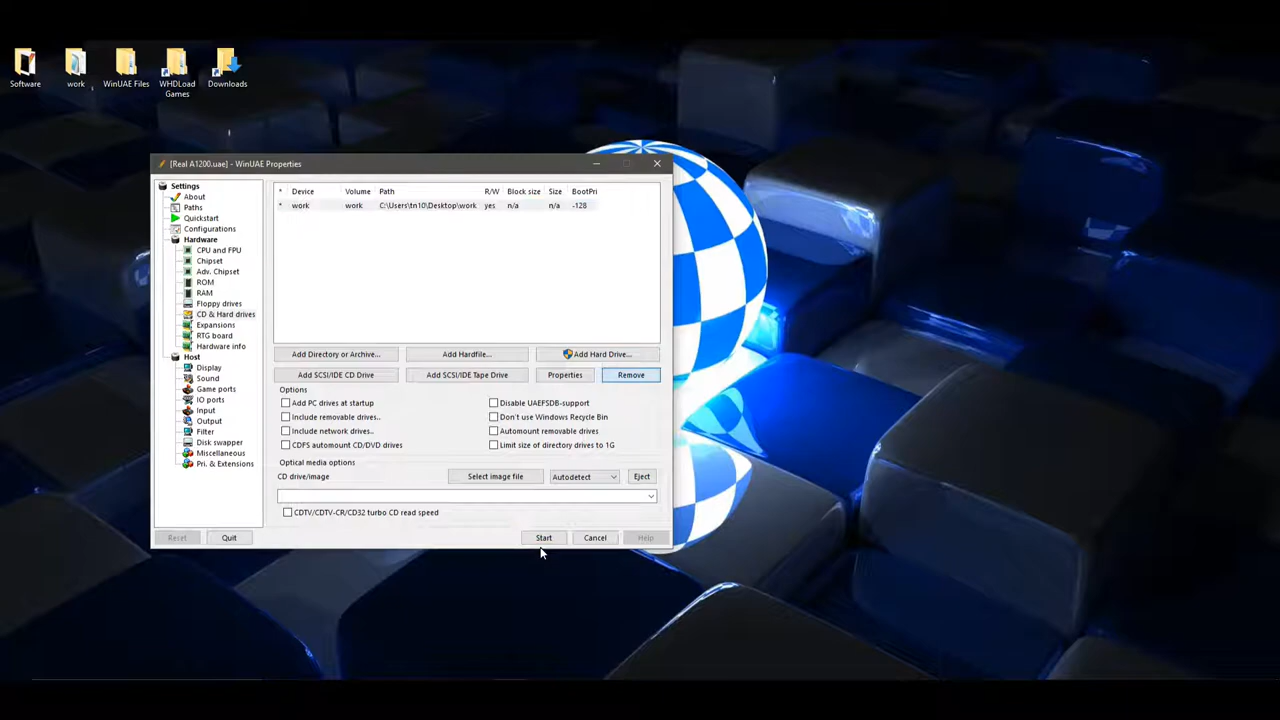 Software
work
WinUAE Files
WHDLoad
Games
Downloads
[Real A1200.uae] - WinUAE Properties
Settings
About
Paths
Quickstart
Configurations
Hardware
CPU and FPU
Chipset
Adv. Chipset
ROM
RAM
Floppy drives
CD & Hard drives
Expansions
RTG board
Hardware info
Host
Display
Sound
Game ports
IO ports
Input
Output
Filter
Disk swapper
Miscellaneous
Pri. & Extensions
* Device Volume Path R/W Block size Size BootPri
* work work C:\Users\tn10\Desktop\work yes n/a n/a -128
Add Directory or Archive... Add Hardfile... Add Hard Drive...
Add SCSI/IDE CD Drive Add SCSI/IDE Tape Drive Properties Remove
Options
Add PC drives at startup Disable UAEFSDB-support
Include removable drives.. Don't use Windows Recycle Bin
Include network drives.. Automount removable drives
CDFS automount CD/DVD drives Limit size of directory drives to 1G
Optical media options
CD drive/image Select image file Autodetect Eject
CDTV/CDTV-CR/CD32 turbo CD read speed
Reset Quit Start Cancel Help